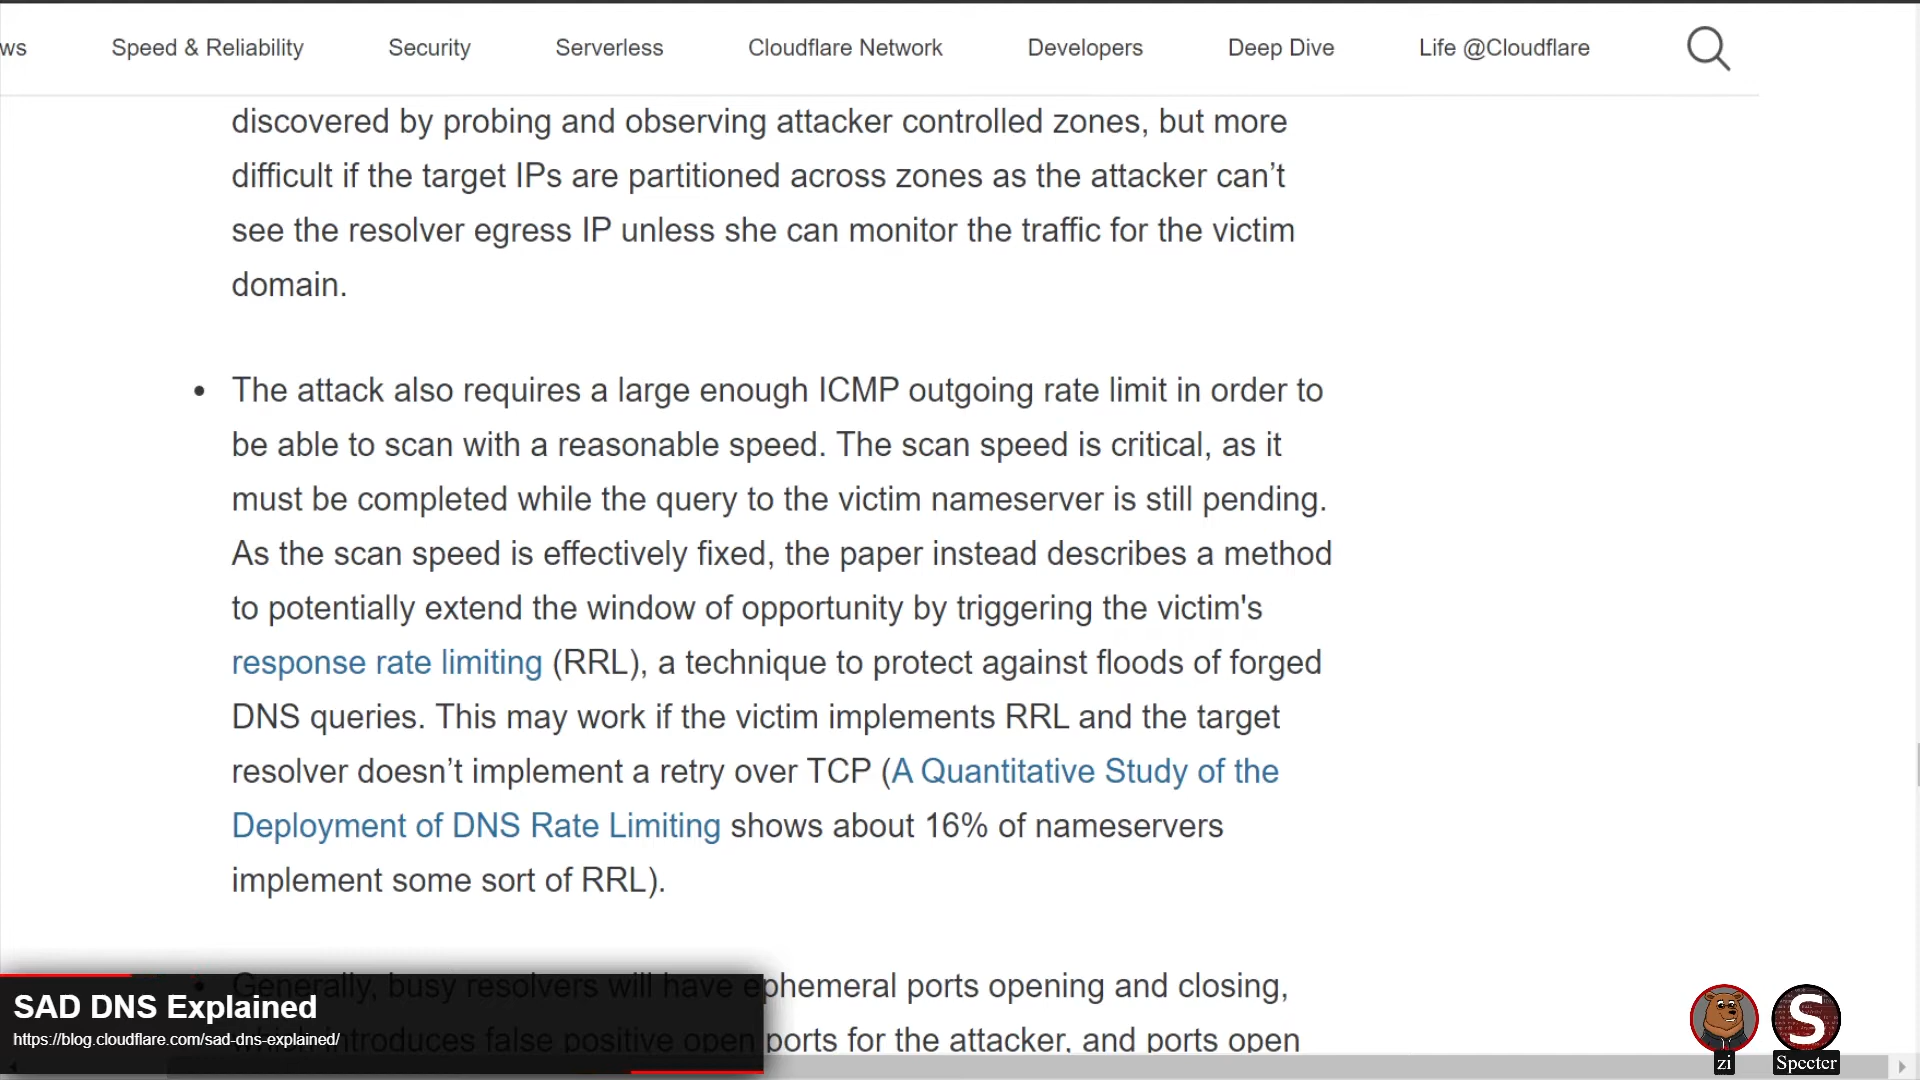 ws
Speed & Reliability
Security
Serverless
Cloudflare Network
Developers
Deep Dive
Life @Cloudflare
discovered by probing and observing attacker controlled zones, but more
difficult if the target IPs are partitioned across zones as the attacker can’t
see the resolver egress IP unless she can monitor the traffic for the victim
domain.
• The attack also requires a large enough ICMP outgoing rate limit in order to
be able to scan with a reasonable speed. The scan speed is critical, as it
must be completed while the query to the victim nameserver is still pending.
As the scan speed is effectively fixed, the paper instead describes a method
to potentially extend the window of opportunity by triggering the victim's
response rate limiting (RRL), a technique to protect against floods of forged
DNS queries. This may work if the victim implements RRL and the target
resolver doesn’t implement a retry over TCP (A Quantitative Study of the
Deployment of DNS Rate Limiting shows about 16% of nameservers
implement some sort of RRL).
• Generally, busy resolvers will have ephemeral ports opening and closing,
which introduces false positive open ports for the attacker, and ports open
SAD DNS Explained
https://blog.cloudflare.com/sad-dns-explained/
S
zi
Specter